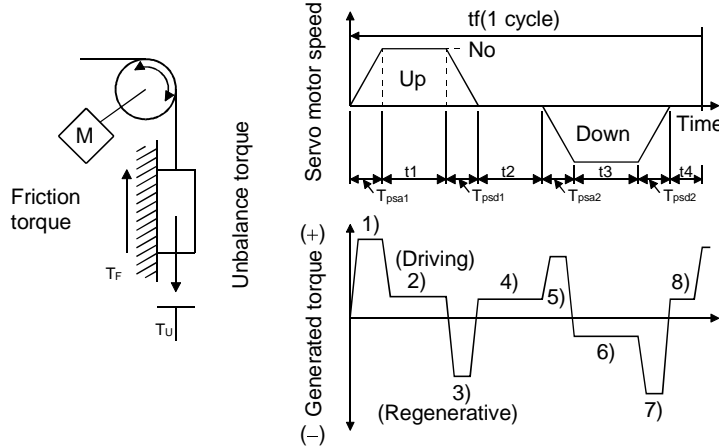 M
Friction
torque
TF
TU
Unbalance torque
Servo motor speed
tf(1 cycle)
No
Up
Down
Time
t1
t2
t3
t4
Tpsa1
Tpsd1
Tpsa2
Tpsd2
Generated torque
(+)
(−)
1)
(Driving)
2)
3)
(Regenerative)
4)
5)
6)
7)
8)